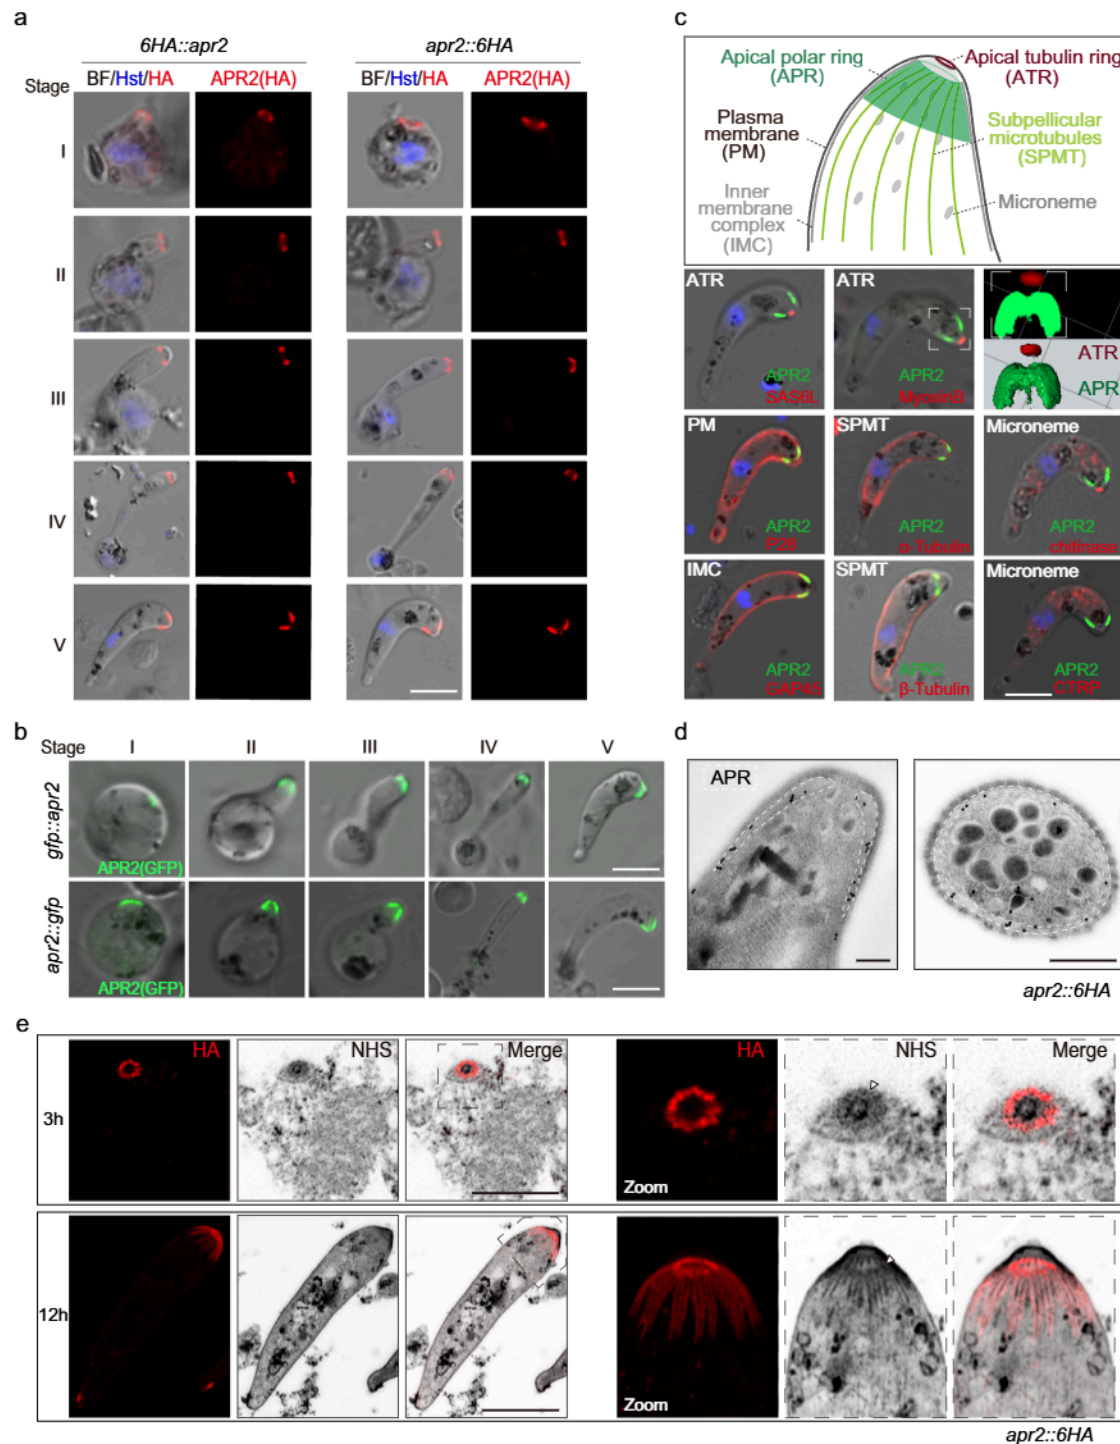 a
6HA::apr2
apr2::6HA
Stage
BF/Hst/HA
APR2(HA)
BF/Hst/HA
APR2(HA)
I
II
III
IV
V
b
Stage
I
II
III
IV
V
gfp::apr2
APR2(GFP)
apr2::gfp
APR2(GFP)
c
Apical polar ring
(APR)
Apical tubulin ring
(ATR)
Plasma
membrane
(PM)
Subpellicular
microtubules
(SPMT)
Inner
membrane
complex
(IMC)
Microneme
ATR
APR2
SAS6L
ATR
APR2
MyosinB
ATR
APR
PM
APR2
P28
SPMT
APR2
α-Tubulin
Microneme
APR2
chitinase
IMC
APR2
GAP45
SPMT
APR2
β-Tubulin
Microneme
APR2
CTRP
d
APR
apr2::6HA
e
HA
NHS
Merge
HA
NHS
Merge
3h
Zoom
12h
Zoom
apr2::6HA